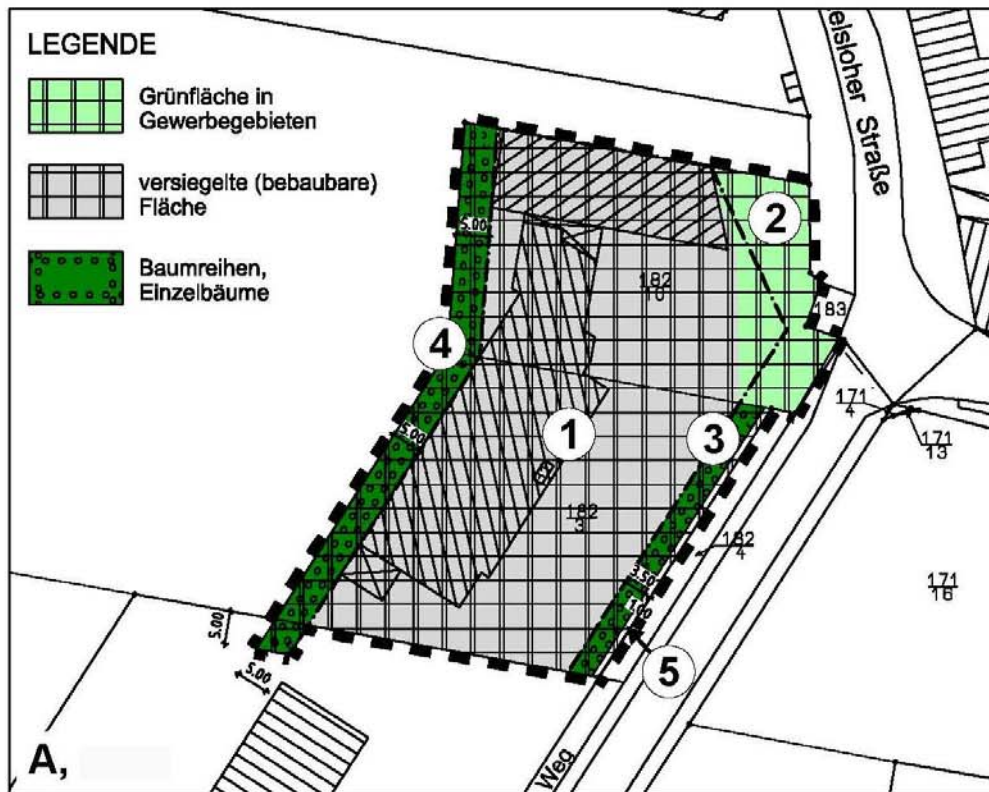 LEGENDE
Grünfläche in
Gewerbegebieten
versiegelte (bebaubare)
Fläche
Baumreihen,
Einzelbäume
elsloher Straße
2
5.00
182
10
183
4
171
4
171
13
5.00
1
3
182
3
182
4
171
16
3.50
1.00
5.00
5.00
5
Weg
A,